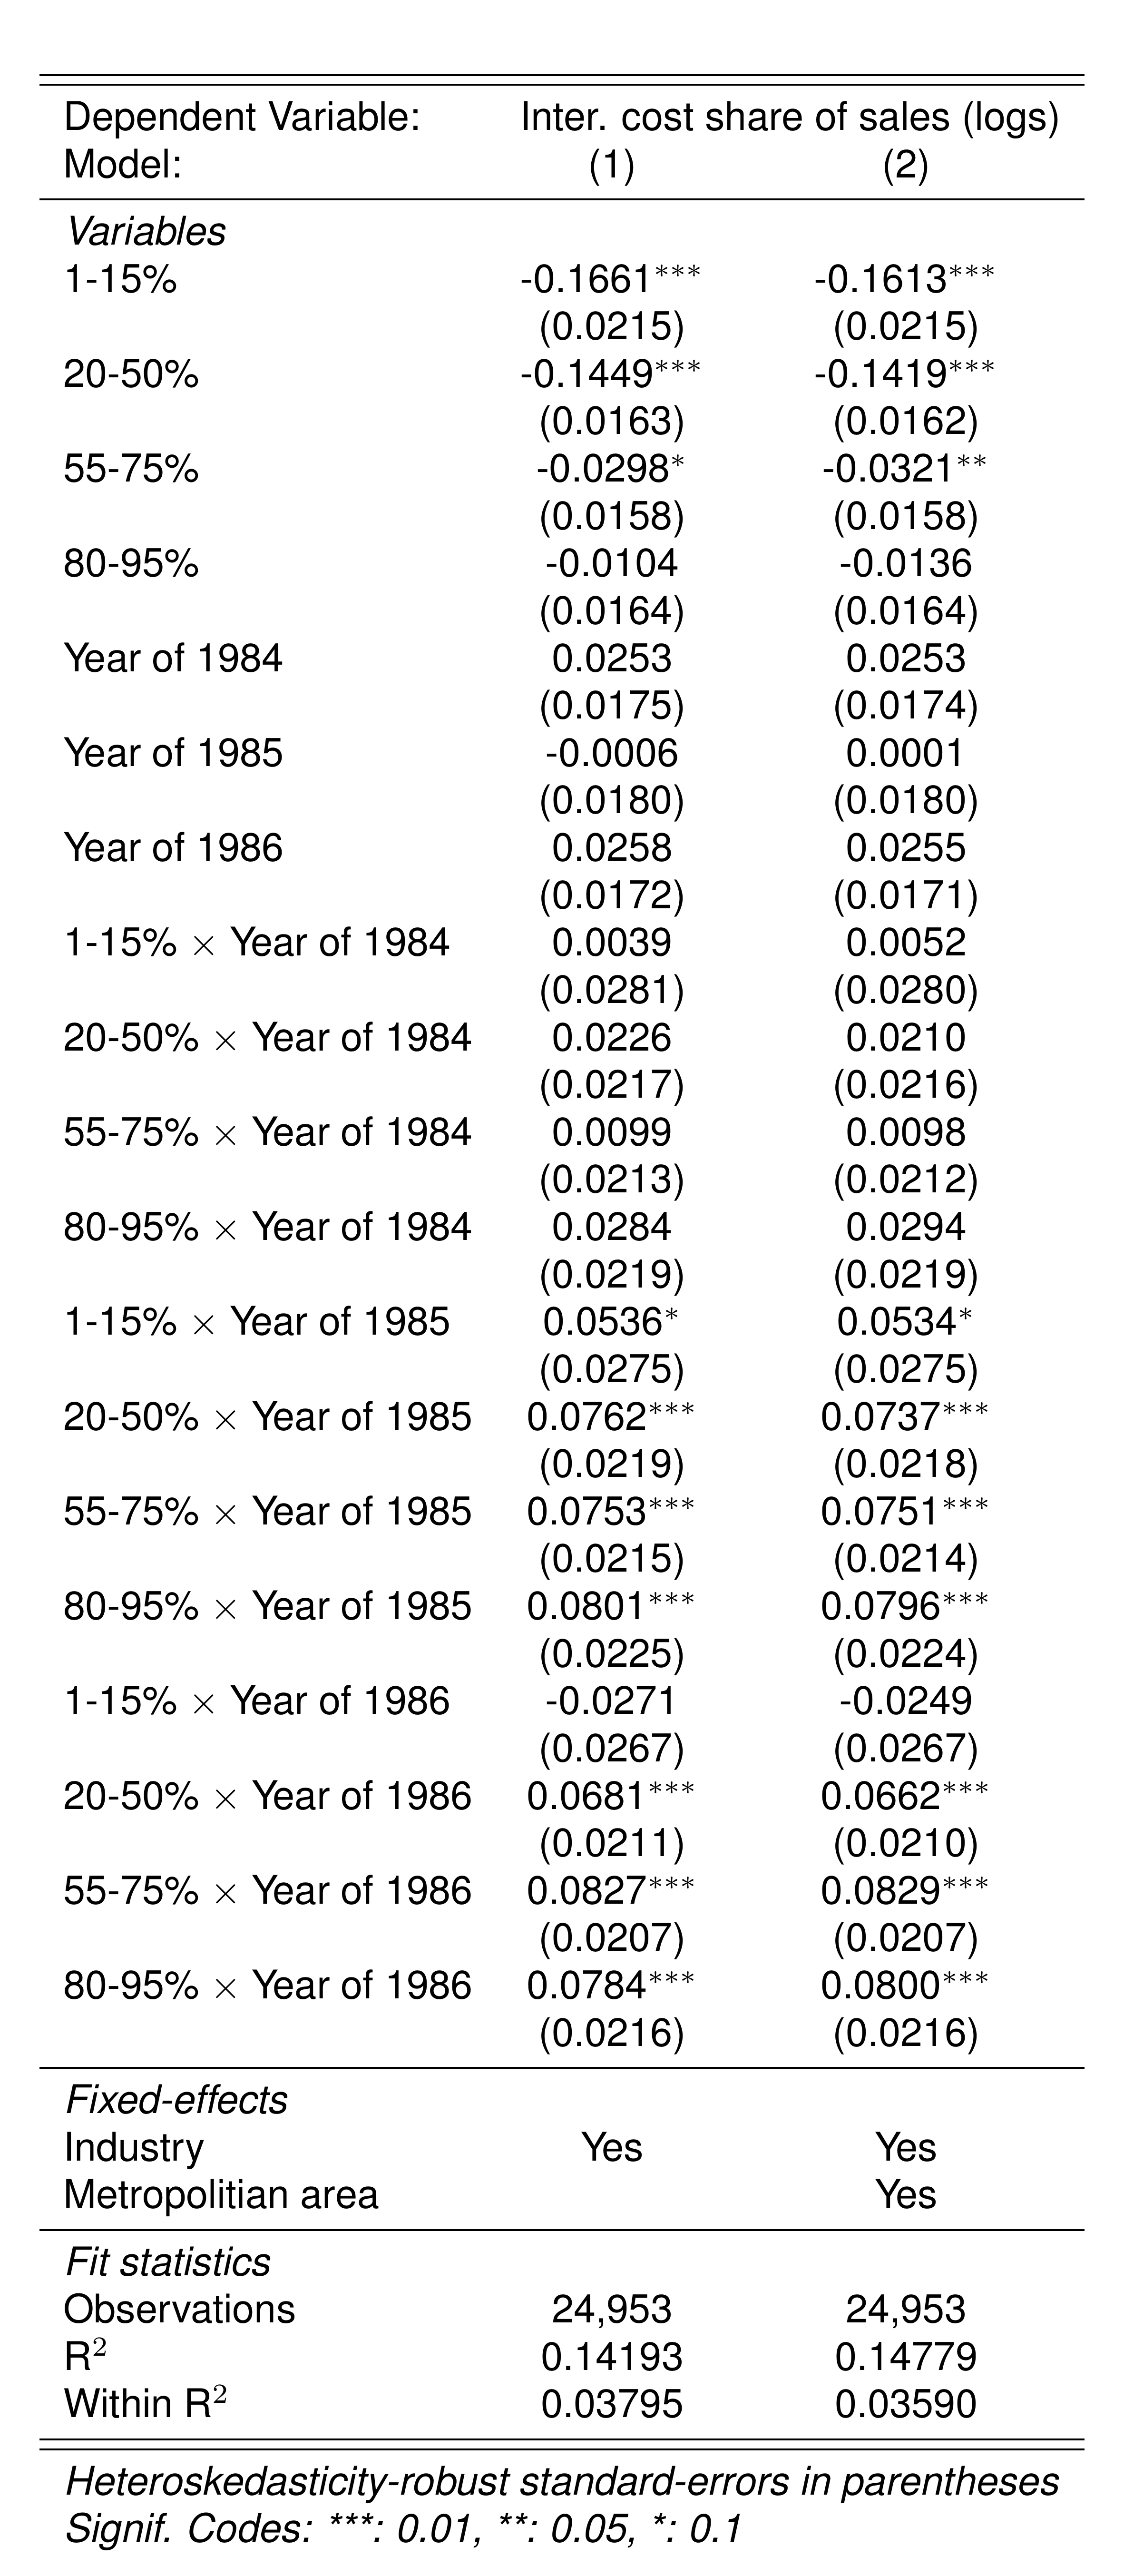 Dependent Variable: Inter. cost share of sales (logs)
Model: (1) (2)
Variables
1-15% -0.1661*** -0.1613***
(0.0215) (0.0215)
20-50% -0.1449*** -0.1419***
(0.0163) (0.0162)
55-75% -0.0298* -0.0321**
(0.0158) (0.0158)
80-95% -0.0104 -0.0136
(0.0164) (0.0164)
Year of 1984 0.0253 0.0253
(0.0175) (0.0174)
Year of 1985 -0.0006 0.0001
(0.0180) (0.0180)
Year of 1986 0.0258 0.0255
(0.0172) (0.0171)
1-15% × Year of 1984 0.0039 0.0052
(0.0281) (0.0280)
20-50% × Year of 1984 0.0226 0.0210
(0.0217) (0.0216)
55-75% × Year of 1984 0.0099 0.0098
(0.0213) (0.0212)
80-95% × Year of 1984 0.0284 0.0294
(0.0219) (0.0219)
1-15% × Year of 1985 0.0536* 0.0534*
(0.0275) (0.0275)
20-50% × Year of 1985 0.0762*** 0.0737***
(0.0219) (0.0218)
55-75% × Year of 1985 0.0753*** 0.0751***
(0.0215) (0.0214)
80-95% × Year of 1985 0.0801*** 0.0796***
(0.0225) (0.0224)
1-15% × Year of 1986 -0.0271 -0.0249
(0.0267) (0.0267)
20-50% × Year of 1986 0.0681*** 0.0662***
(0.0211) (0.0210)
55-75% × Year of 1986 0.0827*** 0.0829***
(0.0207) (0.0207)
80-95% × Year of 1986 0.0784*** 0.0800***
(0.0216) (0.0216)
Fixed-effects
Industry Yes Yes
Metropolitian area Yes
Fit statistics
Observations 24,953 24,953
R² 0.14193 0.14779
Within R² 0.03795 0.03590
Heteroskedasticity-robust standard-errors in parentheses
Signif. Codes: ***: 0.01, **: 0.05, *: 0.1